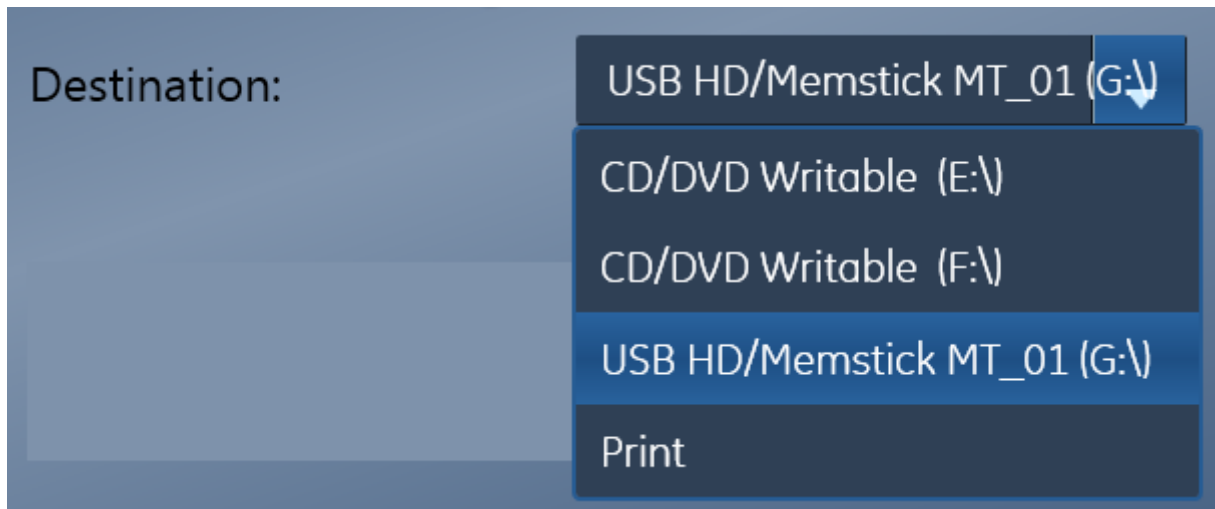 Destination:
USB HD/Memstick MT_01 (G:\)
CD/DVD Writable (E:\)
CD/DVD Writable (F:\)
USB HD/Memstick MT_01 (G:\)
Print